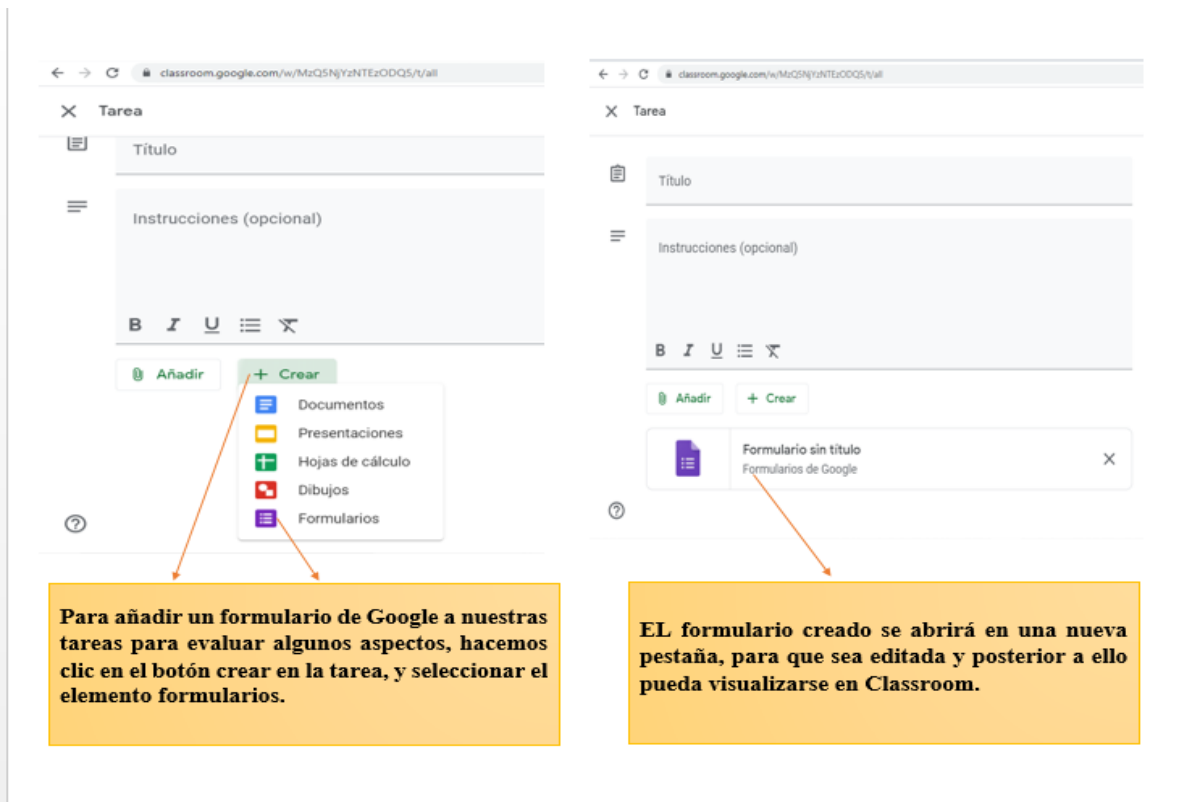 classroom.google.com/w/MzQ5NjYzNTEzODQ5/t/all
Tarea
Título
Instrucciones (opcional)
B I U
Añadir + Crear
Documentos
Presentaciones
Hojas de cálculo
Dibujos
Formularios
Para añadir un formulario de Google a nuestras
tareas para evaluar algunos aspectos, hacemos
clic en el botón crear en la tarea, y seleccionar el
elemento formularios.
classroom.google.com/w/MzQ5NjYzNTEzODQ5/t/all
Tarea
Título
Instrucciones (opcional)
B I U
Añadir + Crear
Formulario sin título
Formularios de Google
EL formulario creado se abrirá en una nueva
pestaña, para que sea editada y posterior a ello
pueda visualizarse en Classroom.